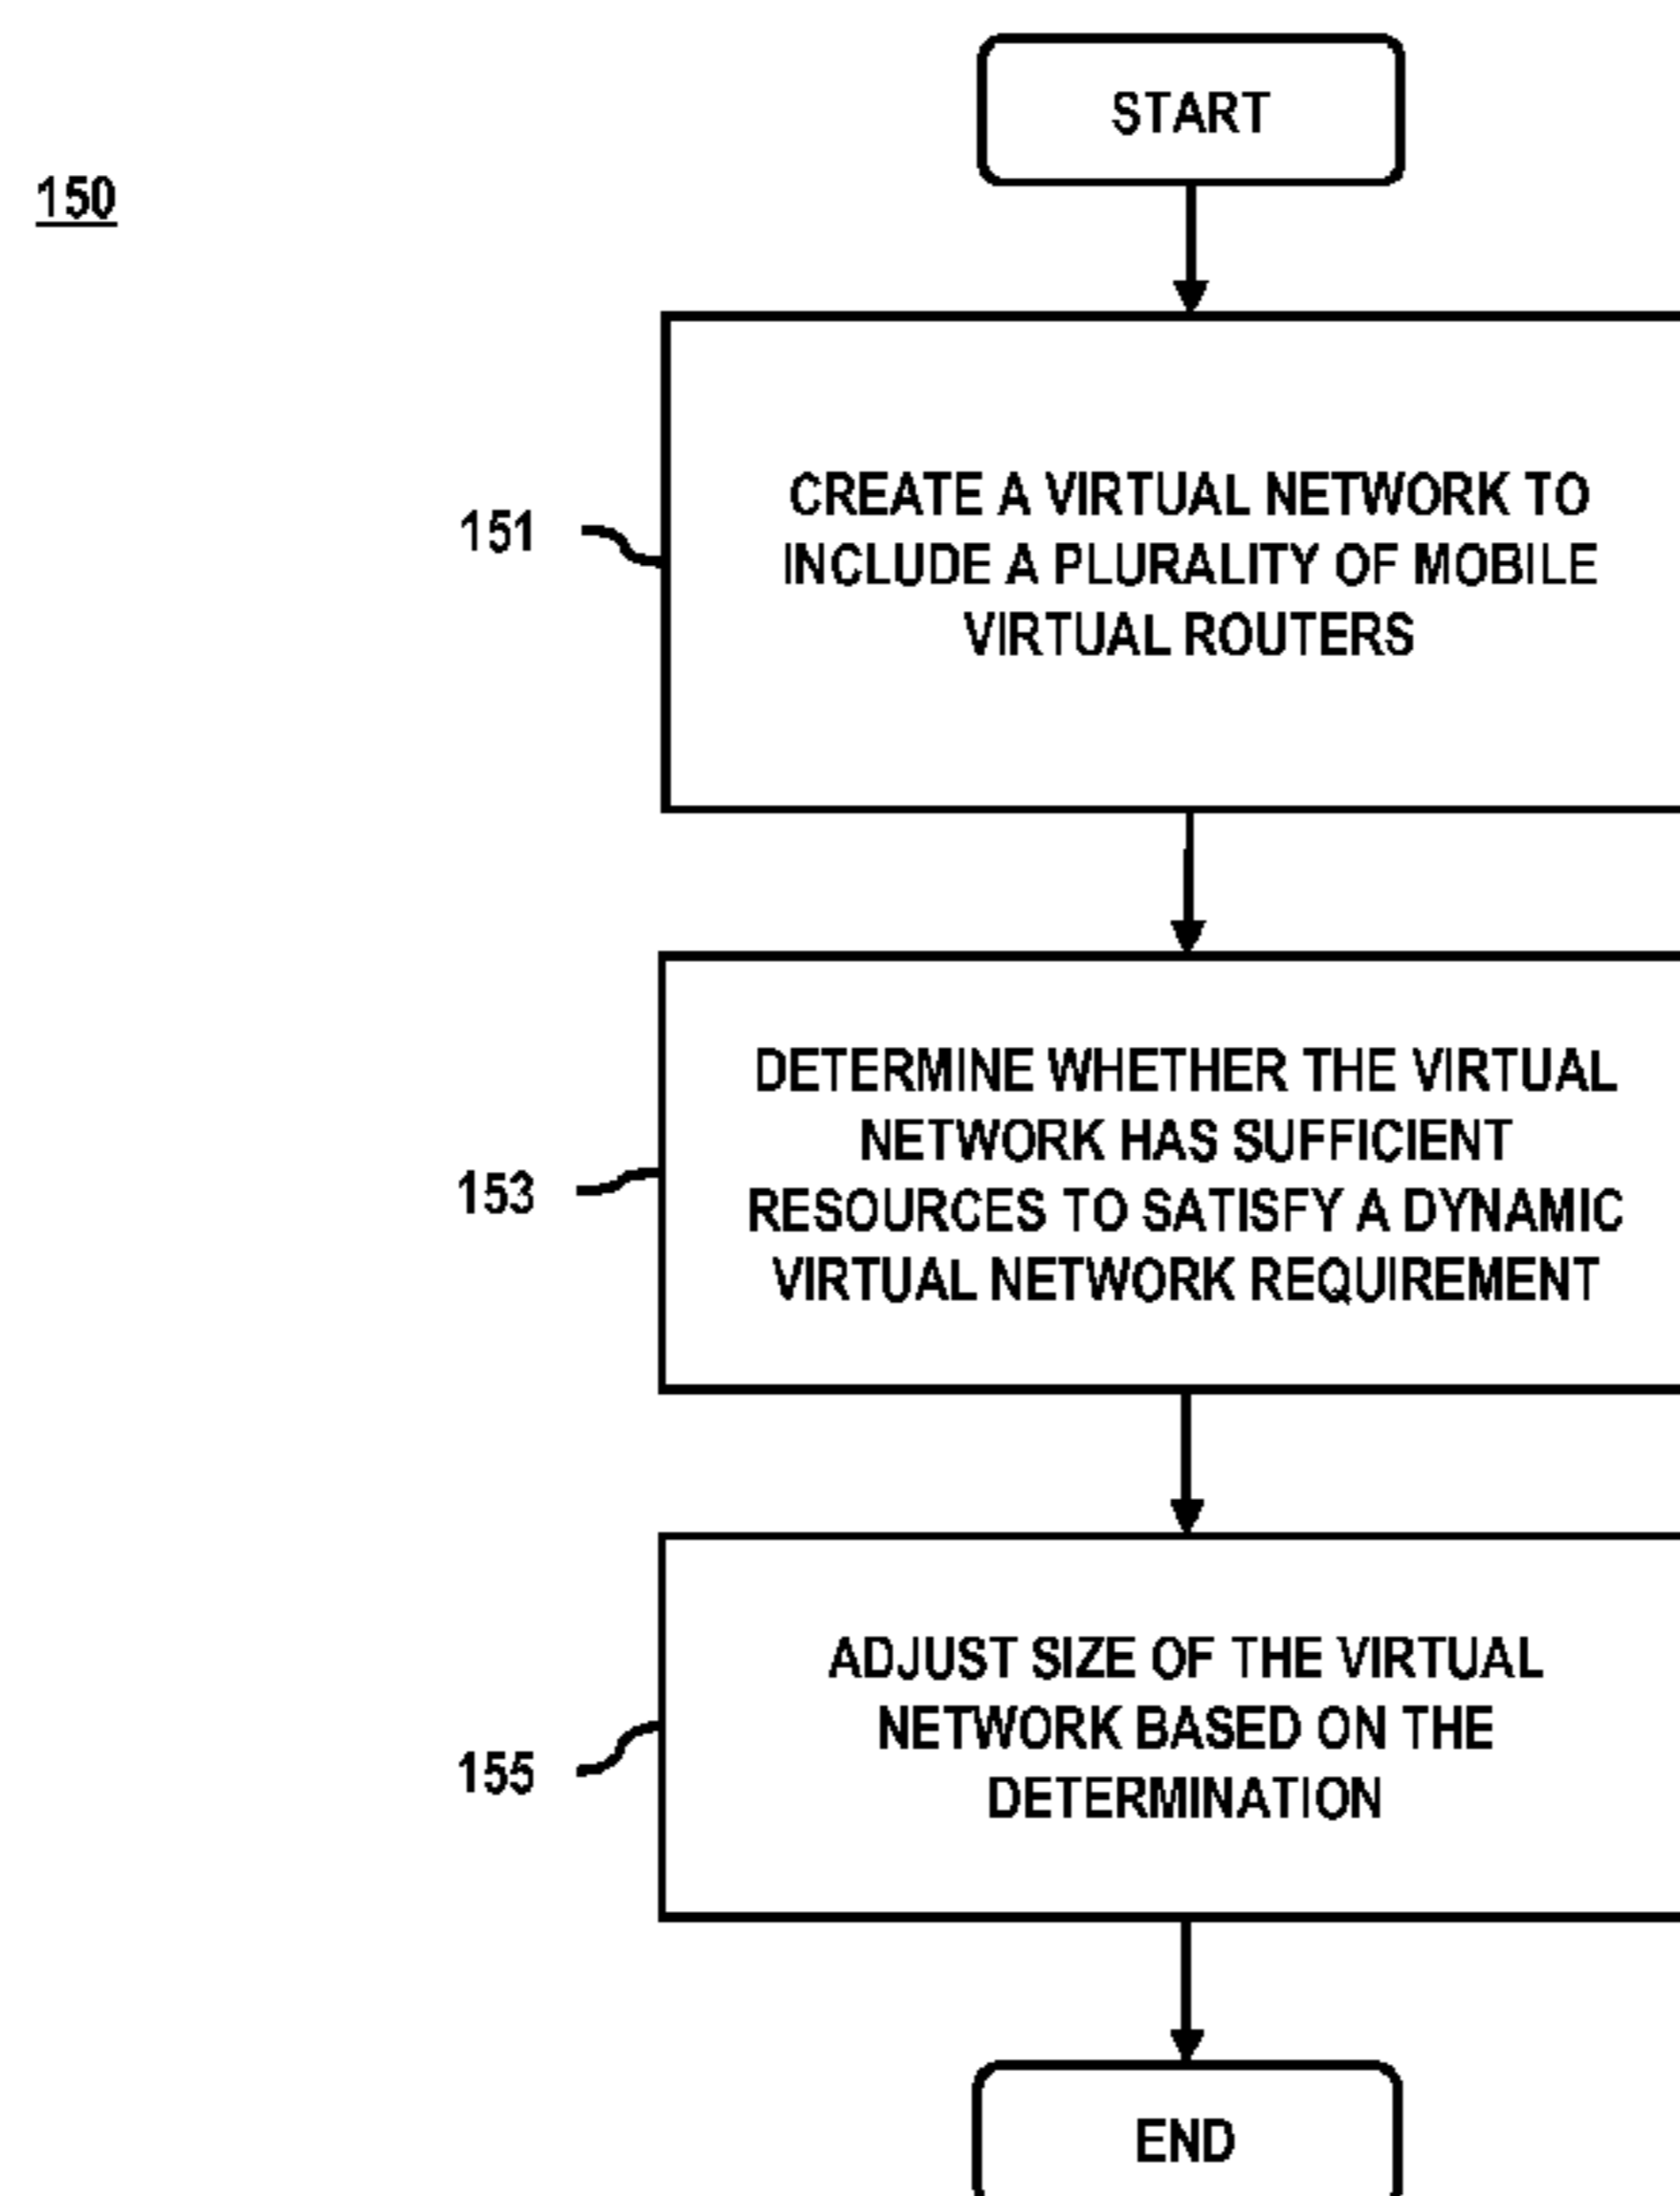 START
150
151
CREATE A VIRTUAL NETWORK TO
INCLUDE A PLURALITY OF MOBILE
VIRTUAL ROUTERS
153
DETERMINE WHETHER THE VIRTUAL
NETWORK HAS SUFFICIENT
RESOURCES TO SATISFY A DYNAMIC
VIRTUAL NETWORK REQUIREMENT
155
ADJUST SIZE OF THE VIRTUAL
NETWORK BASED ON THE
DETERMINATION
END